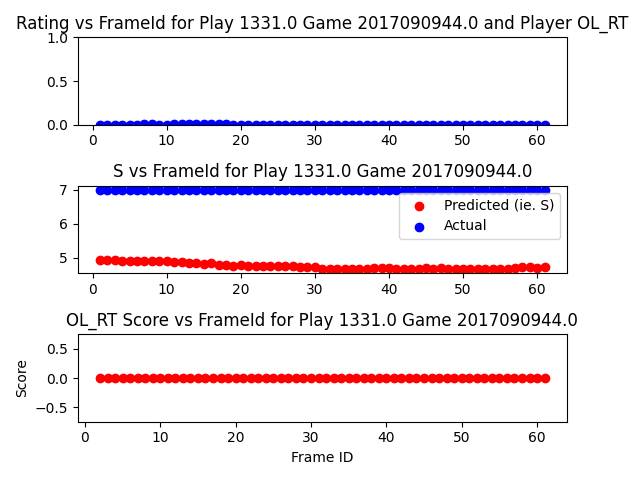 Rating vs FrameId for Play 1331.0 Game 2017090944.0 and Player OL_RT
1.0
0.5
0.0
0 10 20 30 40 50 60
S vs FrameId for Play 1331.0 Game 2017090944.0
7
6
5
Predicted (ie. S)
Actual
0 10 20 30 40 50 60
OL_RT Score vs FrameId for Play 1331.0 Game 2017090944.0
Score
0.5
0.0
−0.5
0 10 20 30 40 50 60
Frame ID